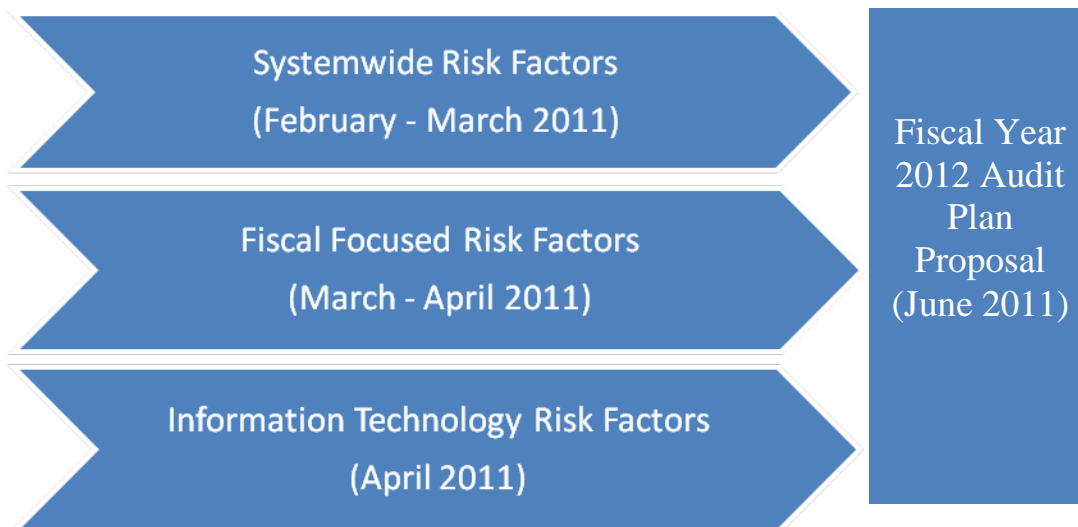 Systemwide Risk Factors
(February - March 2011)
Fiscal Focused Risk Factors
(March - April 2011)
Information Technology Risk Factors
(April 2011)
Fiscal Year
2012 Audit
Plan
Proposal
(June 2011)